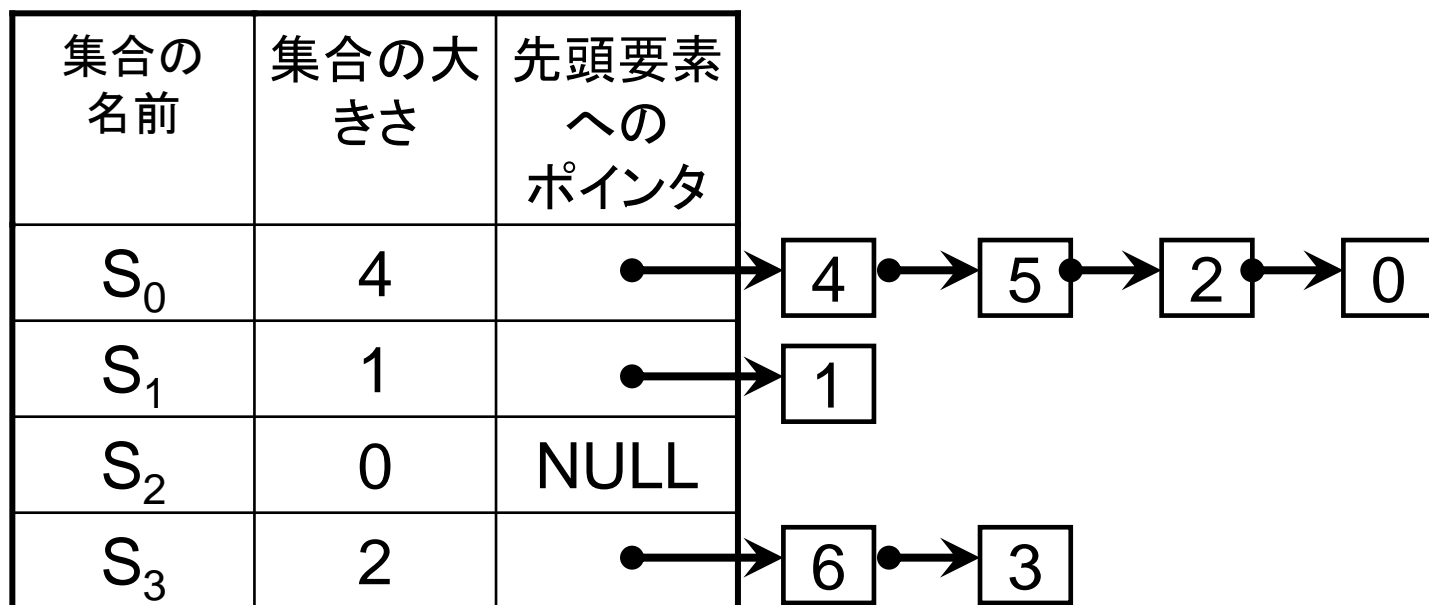 集合の
名前
集合の大
きさ
先頭要素
への
ポインタ
S₀ 4 4 5 2 0
S₁ 1 1
S₂ 0 NULL
S₃ 2 6 3